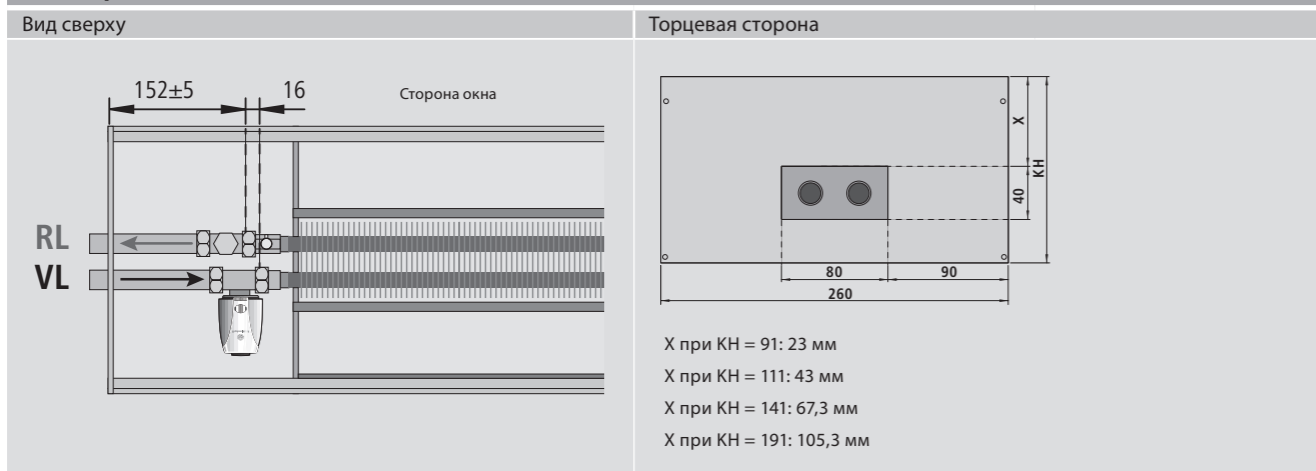 Вид сверху
Торцевая сторона
152±5
16
Сторона окна
RL
VL
X
KH
40
80
90
260
X при KH = 91: 23 мм
X при KH = 111: 43 мм
X при KH = 141: 67,3 мм
X при KH = 191: 105,3 мм